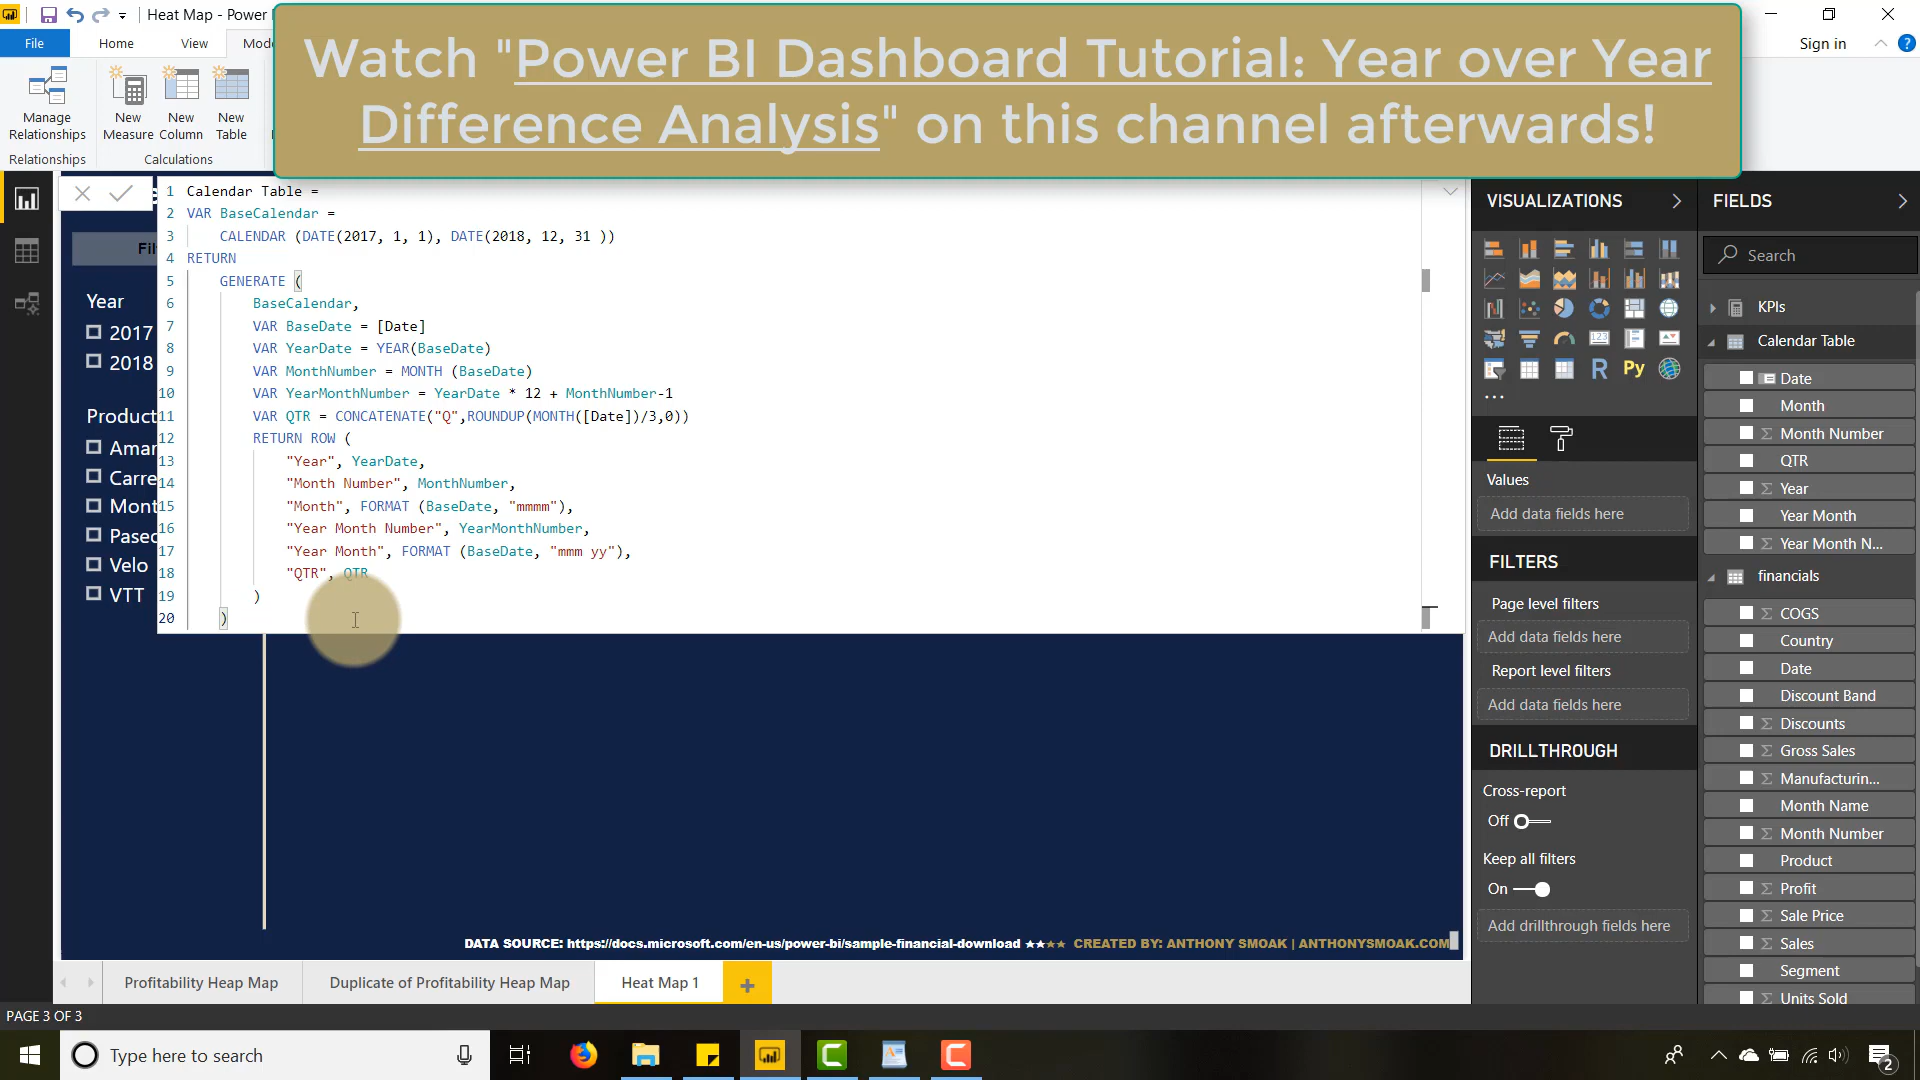 Heat Map - Power
Watch "Power BI Dashboard Tutorial: Year over Year
Difference Analysis" on this channel afterwards!
File
Home
View
Sign in
Manage
Relationships
New
Measure
New
Column
New
Table
Relationships
Calculations
1 Calendar Table =
2 VAR BaseCalendar =
3 CALENDAR (DATE(2017, 1, 1), DATE(2018, 12, 31 ))
4 RETURN
5 GENERATE (
6 BaseCalendar,
7 VAR BaseDate = [Date]
8 VAR YearDate = YEAR(BaseDate)
9 VAR MonthNumber = MONTH (BaseDate)
10 VAR YearMonthNumber = YearDate * 12 + MonthNumber-1
11 VAR QTR = CONCATENATE("Q",ROUNDUP(MONTH([Date])/3,0))
12 RETURN ROW (
13 "Year", YearDate,
14 "Month Number", MonthNumber,
15 "Month", FORMAT (BaseDate, "mmmm"),
16 "Year Month Number", YearMonthNumber,
17 "Year Month", FORMAT (BaseDate, "mmm yy"),
18 "QTR", QTR
19 )
20 )
Year
2017
2018
Product
Amar
Carre
Mont
Pasec
Velo
VTT
VISUALIZATIONS
R
Py
Values
Add data fields here
FILTERS
Page level filters
Add data fields here
Report level filters
Add data fields here
DRILLTHROUGH
Cross-report
Off
Keep all filters
On
Add drillthrough fields here
FIELDS
Search
KPIs
Calendar Table
Date
Month
Month Number
QTR
Year
Year Month
Year Month N...
financials
COGS
Country
Date
Discount Band
Discounts
Gross Sales
Manufacturin...
Month Name
Month Number
Product
Profit
Sale Price
Sales
Segment
Units Sold
DATA SOURCE: https://docs.microsoft.com/en-us/power-bi/sample-financial-download ★★★★ CREATED BY: ANTHONY SMOAK | ANTHONYSMOAK.COM
Profitability Heap Map
Duplicate of Profitability Heap Map
Heat Map 1
PAGE 3 OF 3
Type here to search
2